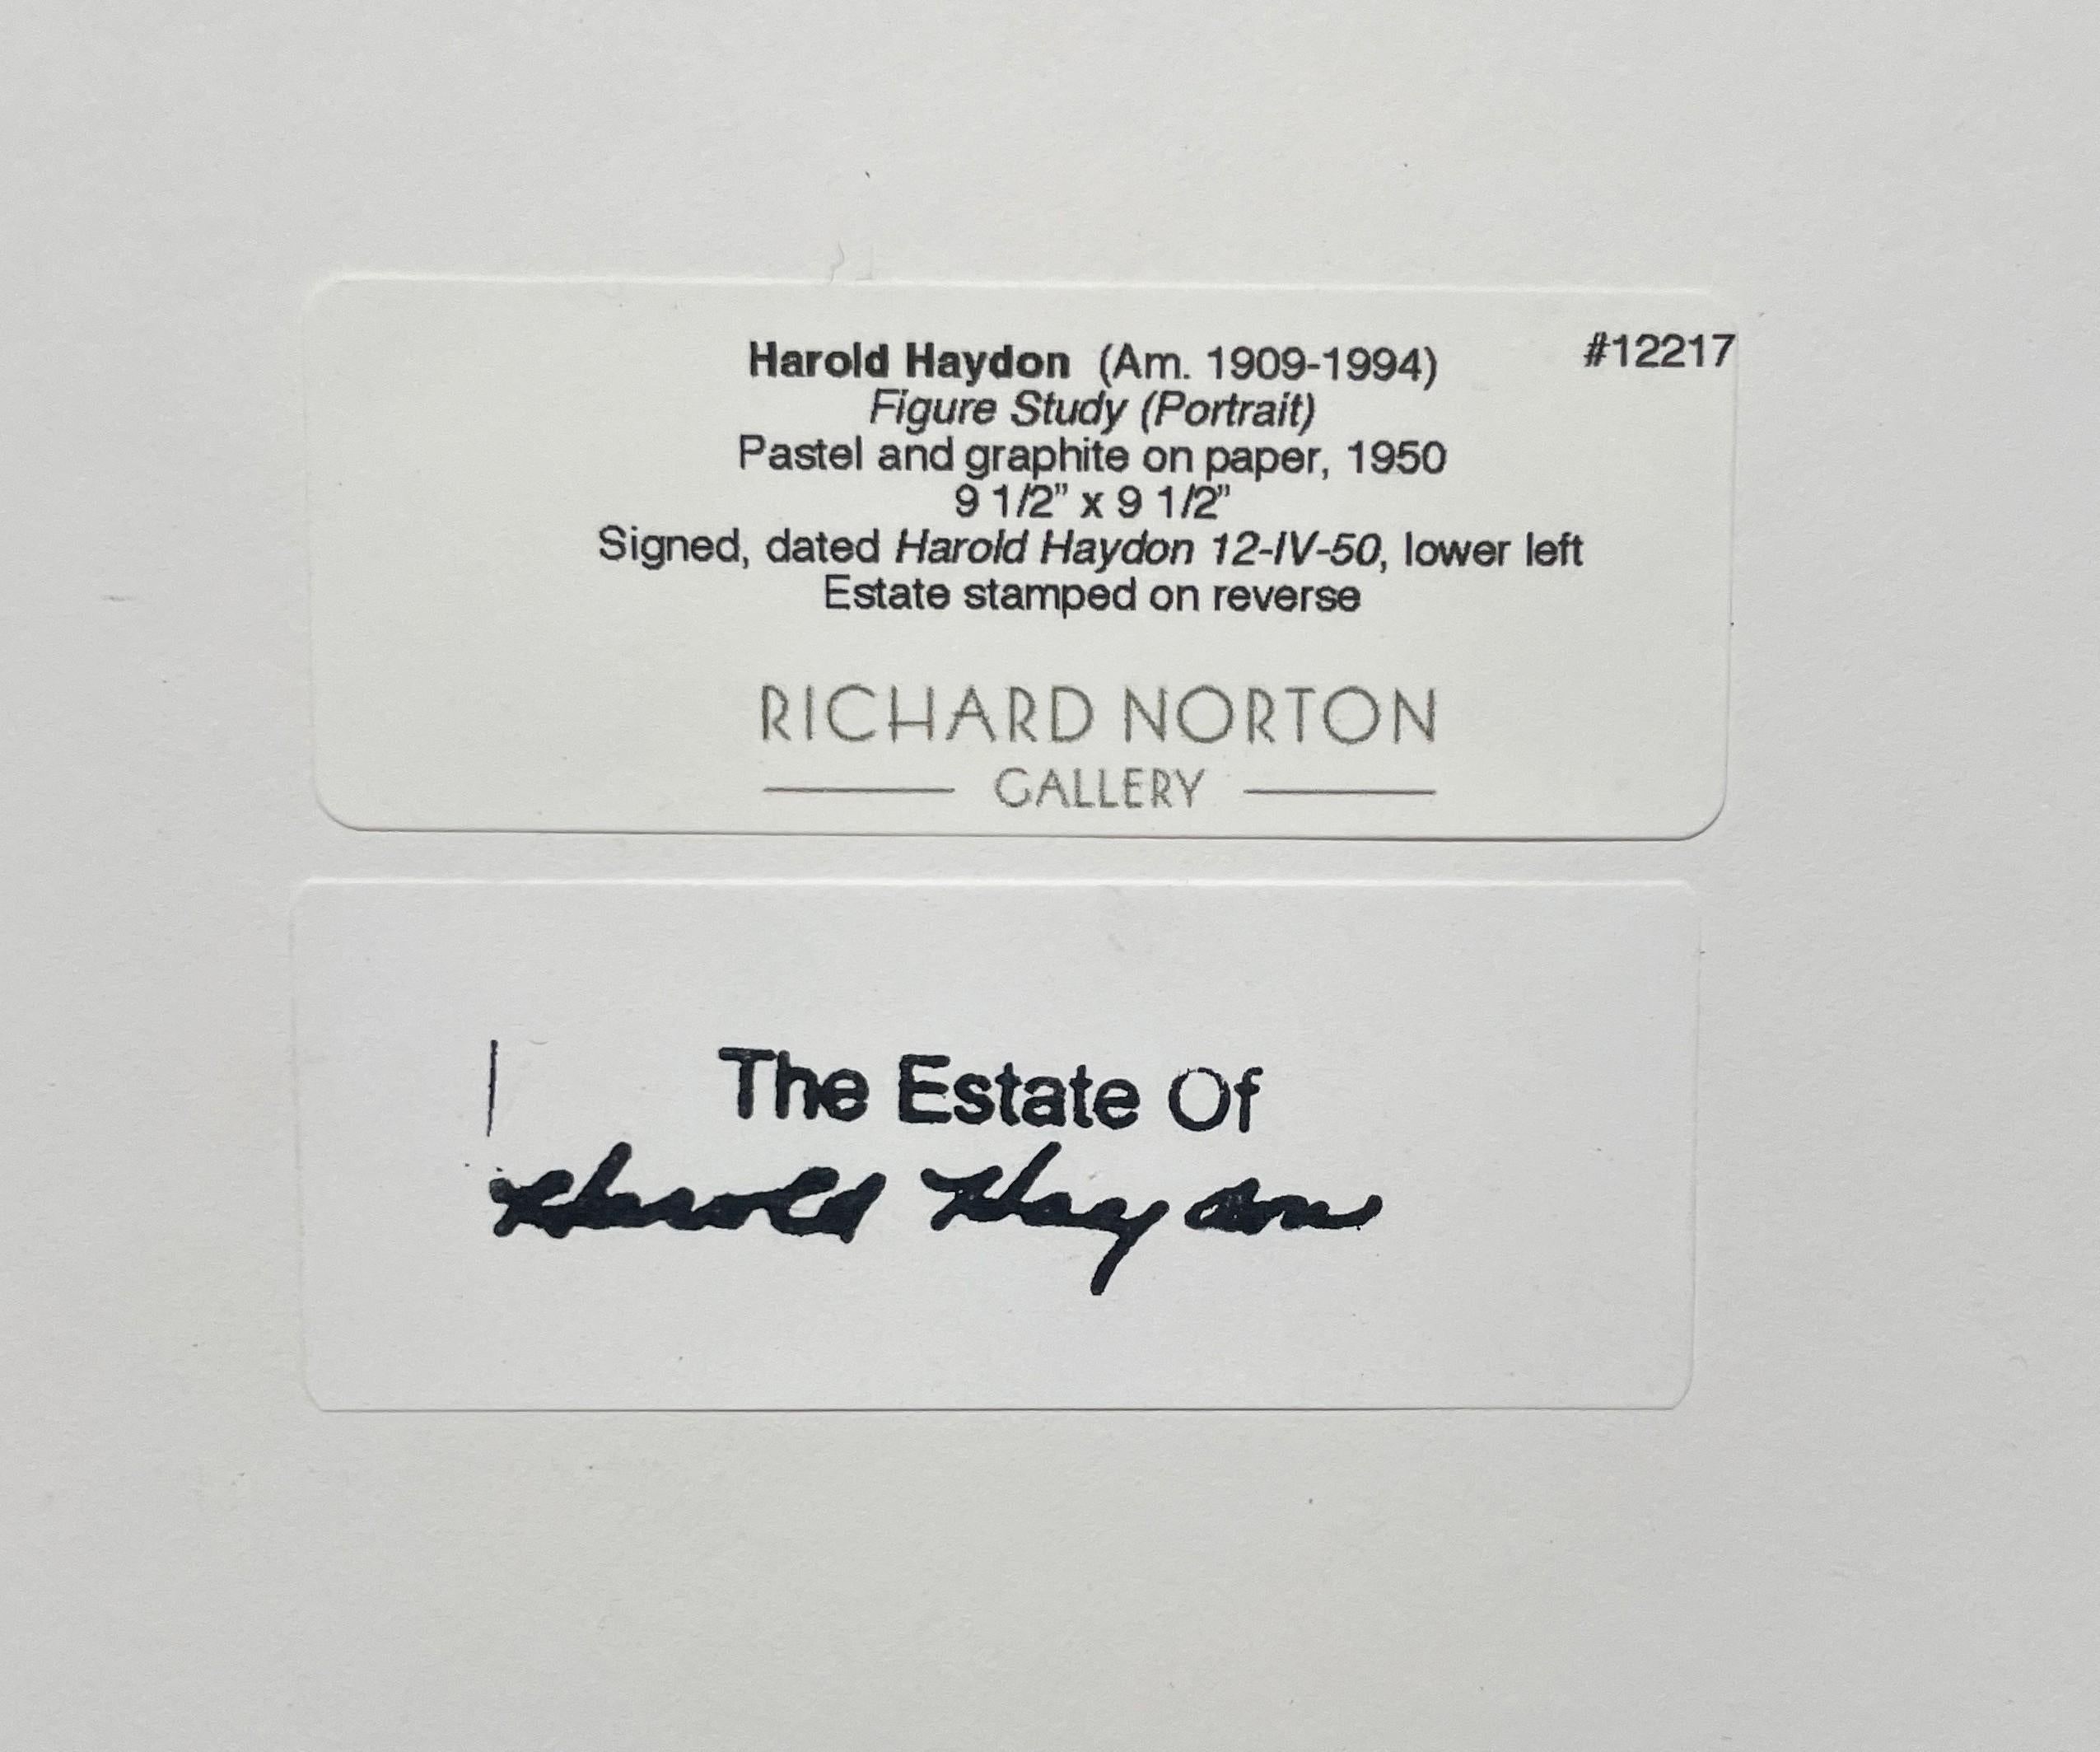 Harold Haydon (Am. 1909-1994) #12217
Figure Study (Portrait)
Pastel and graphite on paper, 1950
9 1/2” x 9 1/2”
Signed, dated Harold Haydon 12-IV-50, lower left
Estate stamped on reverse
RICHARD NORTON
GALLERY
The Estate Of
Harold Haydon